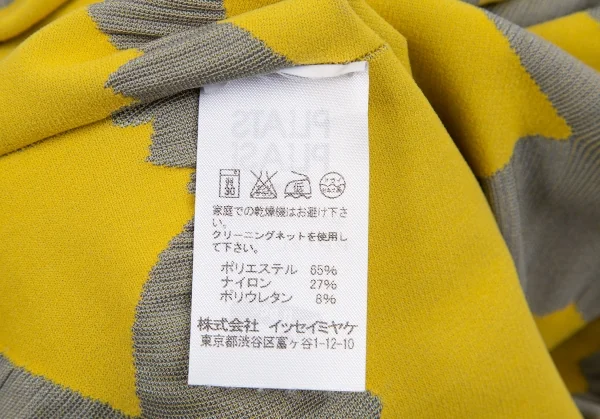 家庭での乾燥機はお避け下さ
い。
クリーニングネットを使用し
て下さい。
ポリエステル 65%
ナイロン 27%
ポリウレタン 8%
株式会社 イッセイミヤケ
東京都渋谷区富ヶ谷1-12-10